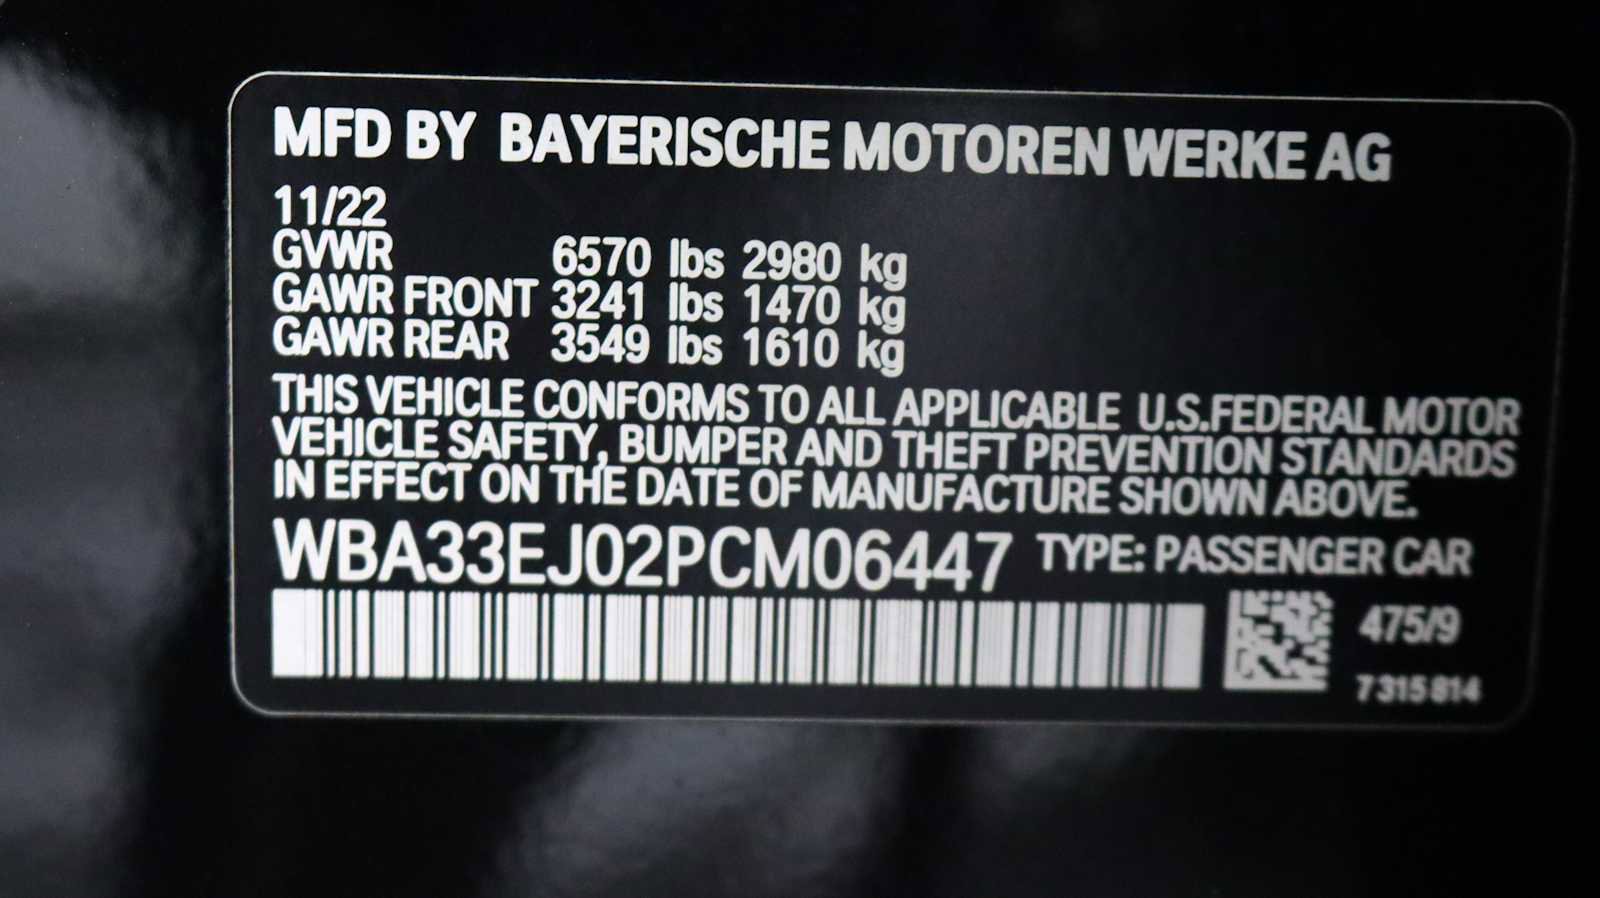 MFD BY BAYERISCHE MOTOREN WERKE AG
11/22
GVWR 6570 lbs 2980 kg
GAWR FRONT 3241 lbs 1470 kg
GAWR REAR 3549 lbs 1610 kg
THIS VEHICLE CONFORMS TO ALL APPLICABLE U.S.FEDERAL MOTOR
VEHICLE SAFETY, BUMPER AND THEFT PREVENTION STANDARDS
IN EFFECT ON THE DATE OF MANUFACTURE SHOWN ABOVE.
WBA33EJ02PCM06447 TYPE: PASSENGER CAR
475/9
7 315 814